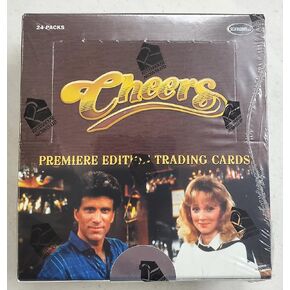 24-PACKS
Cheers
PREMIERE EDITION TRADING CARDS